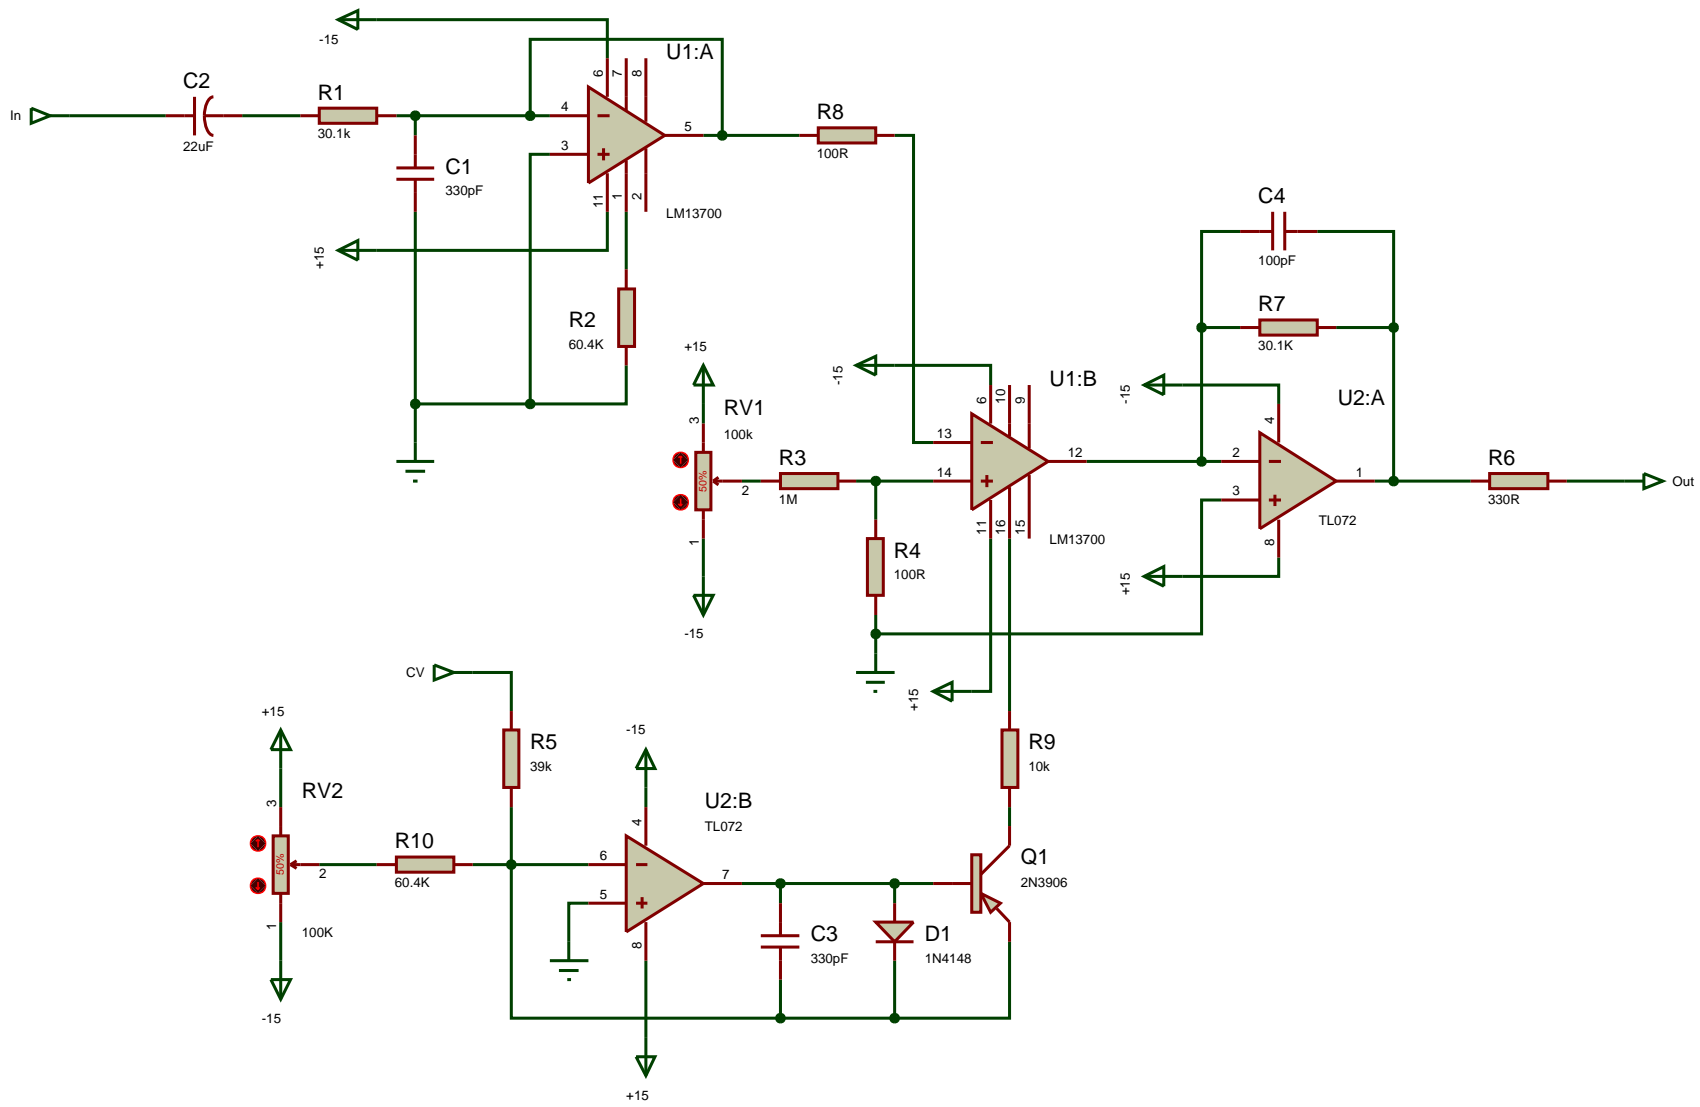 -15
U1:A
6
7
8
C2
R1
In
4
5
22uF
30.1k
3
C1
330pF
11
1
2
LM13700
+15
R8
100R
C4
100pF
R2
60.4K
R7
30.1K
+15
-15
U1:B
-15
U2:A
RV1
100k
3
6
10
9
4
50%
R3
1M
2
13
14
12
2
3
1
R6
330R
Out
TL072
1
11
16
15
LM13700
8
R4
100R
+15
-15
CV
+15
+15
-15
R5
39k
R9
10k
RV2
U2:B
TL072
3
4
50%
R10
60.4K
2
6
5
7
Q1
2N3906
1
100K
8
C3
330pF
D1
1N4148
-15
+15